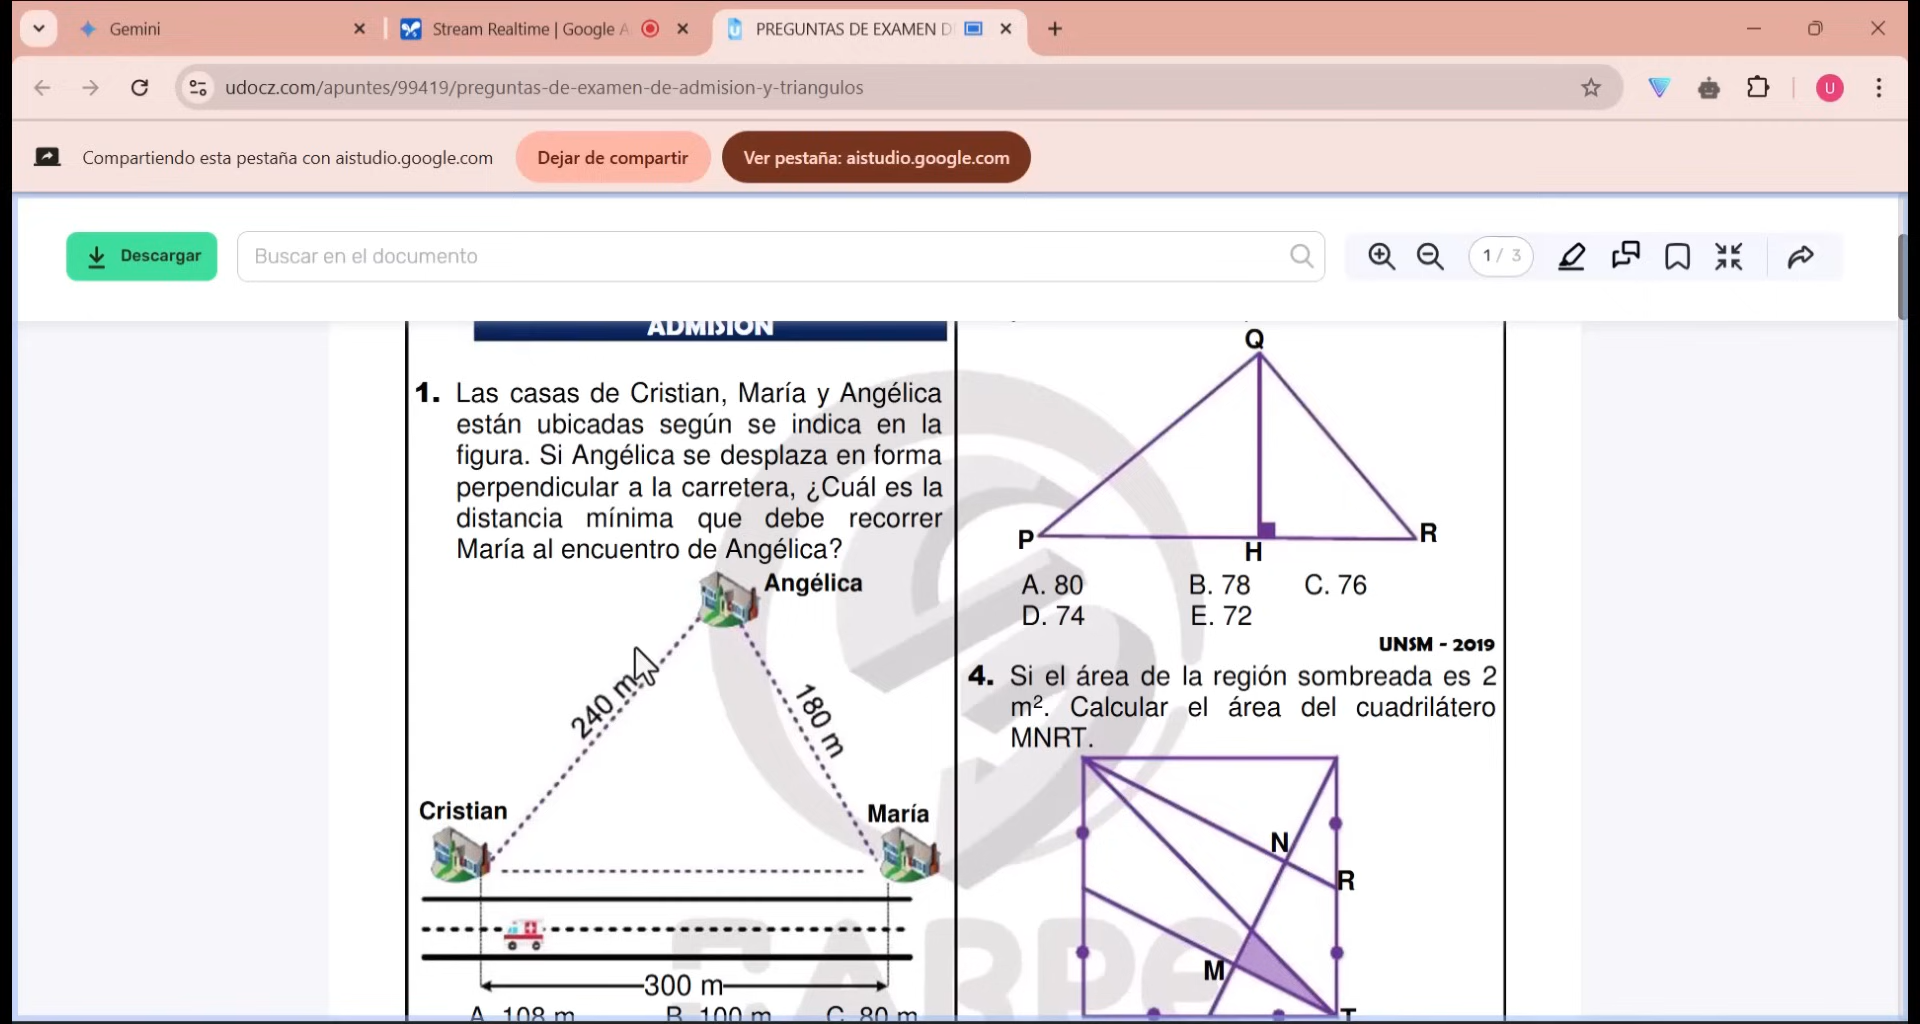 Gemini
Stream Realtime | Google A
PREGUNTAS DE EXAMEN D
udocz.com/apuntes/99419/preguntas-de-examen-de-admision-y-triangulos
U
Compartiendo esta pestaña con aistudio.google.com
Dejar de compartir
Ver pestaña: aistudio.google.com
Descargar
Buscar en el documento
1 / 3
ADMISIÓN
1. Las casas de Cristian, María y Angélica
están ubicadas según se indica en la
figura. Si Angélica se desplaza en forma
perpendicular a la carretera, ¿Cuál es la
distancia mínima que debe recorrer
María al encuentro de Angélica?
Angélica
240 m
180 m
Cristian
María
300 m
A. 108 m B. 100 m C. 80 m
Q
P
H
R
A. 80 B. 78 C. 76
D. 74 E. 72
UNSM - 2019
4. Si el área de la región sombreada es 2
m². Calcular el área del cuadrilátero
MNRT.
N
R
M
T